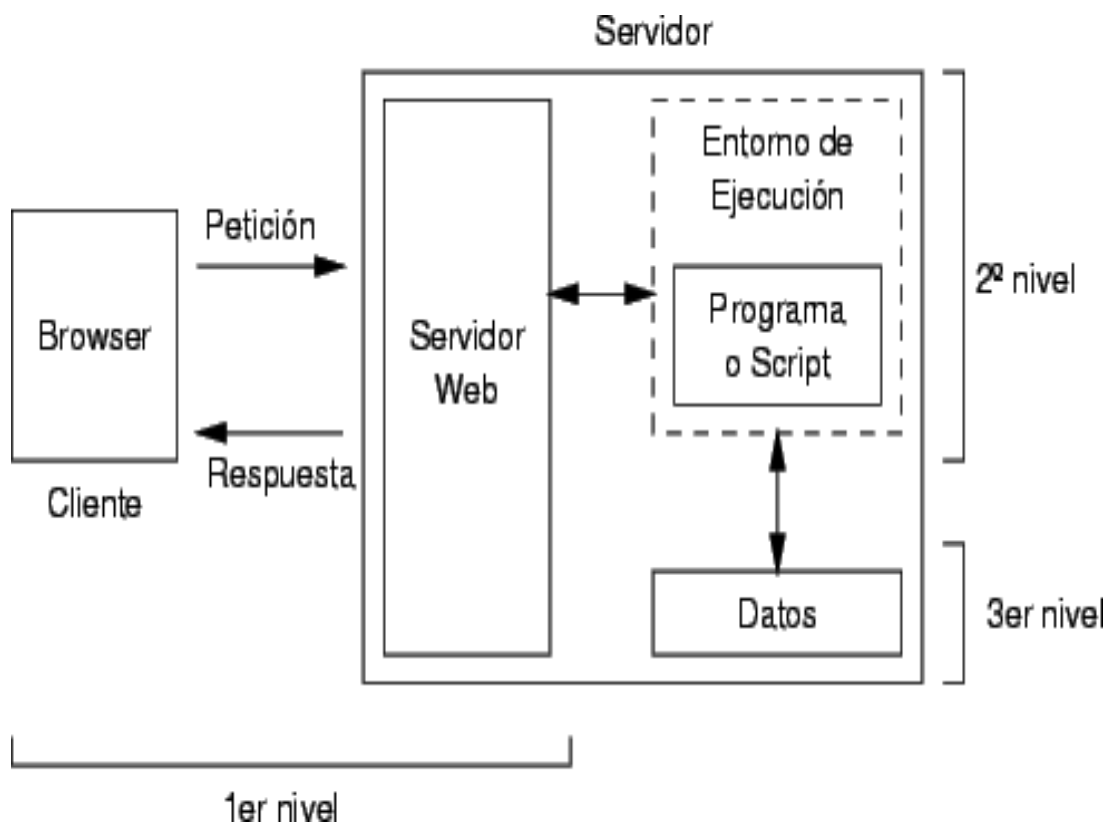 Servidor
Entorno de
Ejecución
Petición
2º nivel
Browser
Servidor
Web
Programa
o Script
Respuesta
Cliente
Datos
3er nivel
1er nivel